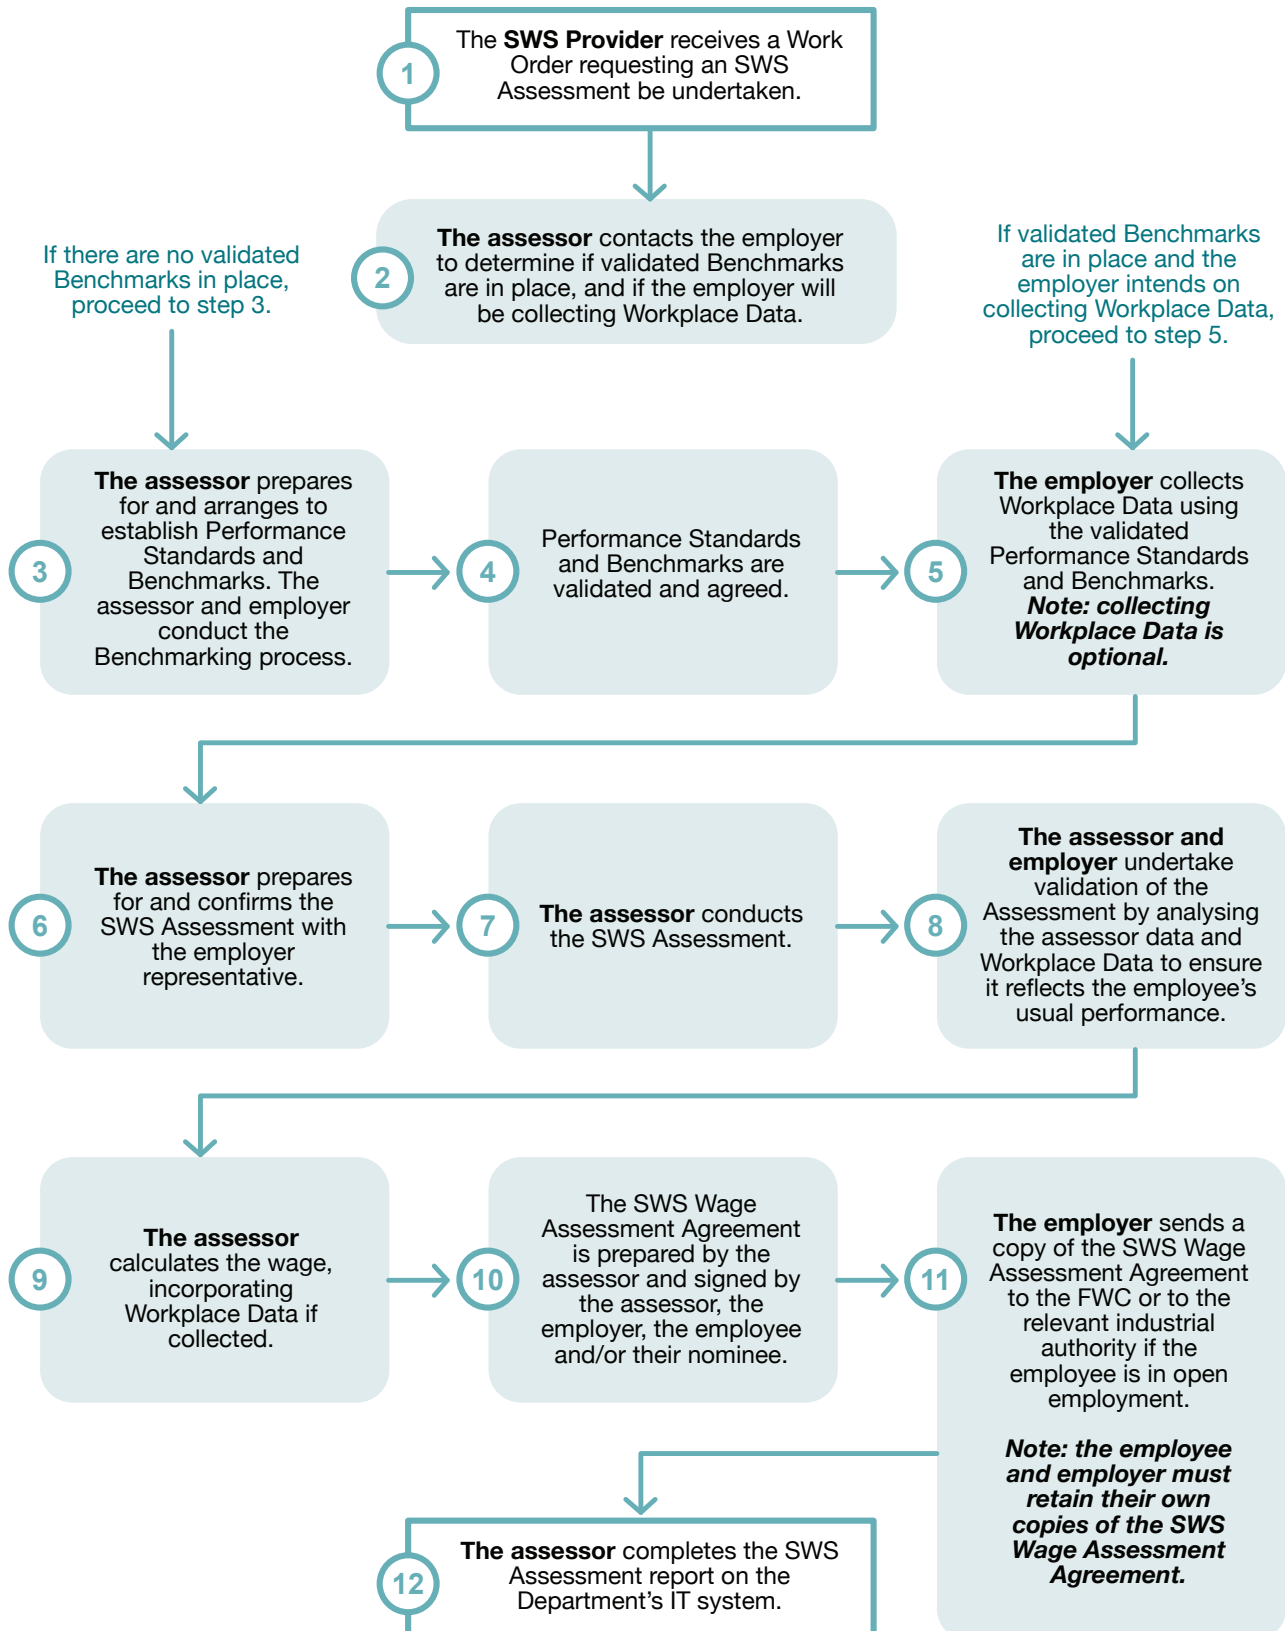 1
The SWS Provider receives a Work
Order requesting an SWS
Assessment be undertaken.
2
The assessor contacts the employer
to determine if validated Benchmarks
are in place, and if the employer will
be collecting Workplace Data.
If there are no validated
Benchmarks in place,
proceed to step 3.
If validated Benchmarks
are in place and the
employer intends on
collecting Workplace Data,
proceed to step 5.
3
The assessor prepares
for and arranges to
establish Performance
Standards and
Benchmarks. The
assessor and employer
conduct the
Benchmarking process.
4
Performance Standards
and Benchmarks are
validated and agreed.
5
The employer collects
Workplace Data using
the validated
Performance Standards
and Benchmarks.
Note: collecting
Workplace Data is
optional.
6
The assessor prepares
for and confirms the
SWS Assessment with
the employer
representative.
7
The assessor conducts
the SWS Assessment.
8
The assessor and
employer undertake
validation of the
Assessment by analysing
the assessor data and
Workplace Data to ensure
it reflects the employee's
usual performance.
9
The assessor
calculates the wage,
incorporating
Workplace Data if
collected.
10
The SWS Wage
Assessment Agreement
is prepared by the
assessor and signed by
the assessor, the
employer, the employee
and/or their nominee.
11
The employer sends a
copy of the SWS Wage
Assessment Agreement
to the FWC or to the
relevant industrial
authority if the
employee is in open
employment.
Note: the employee
and employer must
retain their own
copies of the SWS
Wage Assessment
Agreement.
12
The assessor completes the SWS
Assessment report on the
Department's IT system.